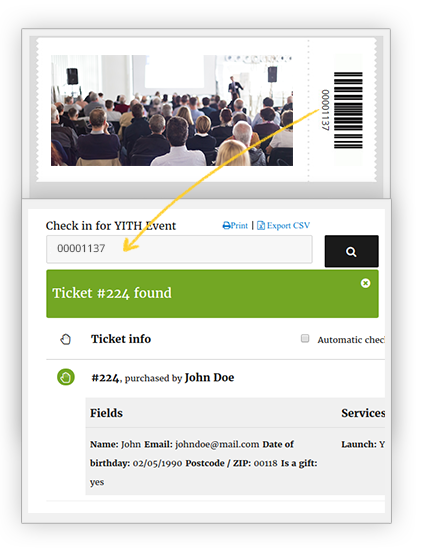 00001137
Check in for YITH Event
Print | Export CSV
00001137
Ticket #224 found
Ticket info
Automatic chec
#224, purchased by John Doe
Fields
Services
Name: John Email: johndoe@mail.com Date of
birthday: 02/05/1990 Postcode / ZIP: 00118 Is a gift:
yes
Launch: Y